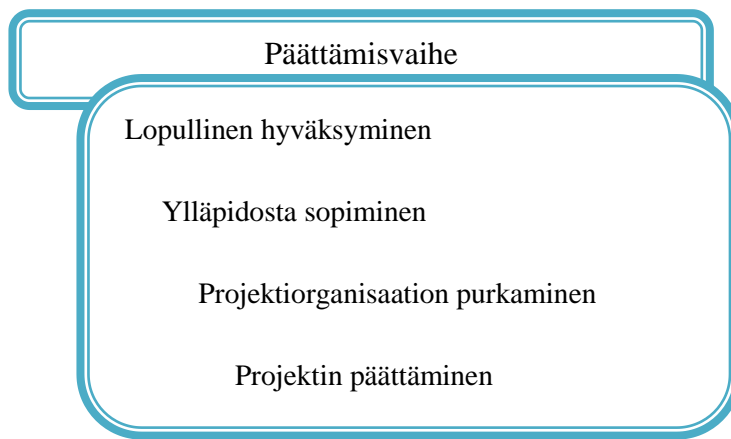 Päättämisvaihe
Lopullinen hyväksyminen
Ylläpidosta sopiminen
Projektiorganisaation purkaminen
Projektin päättäminen